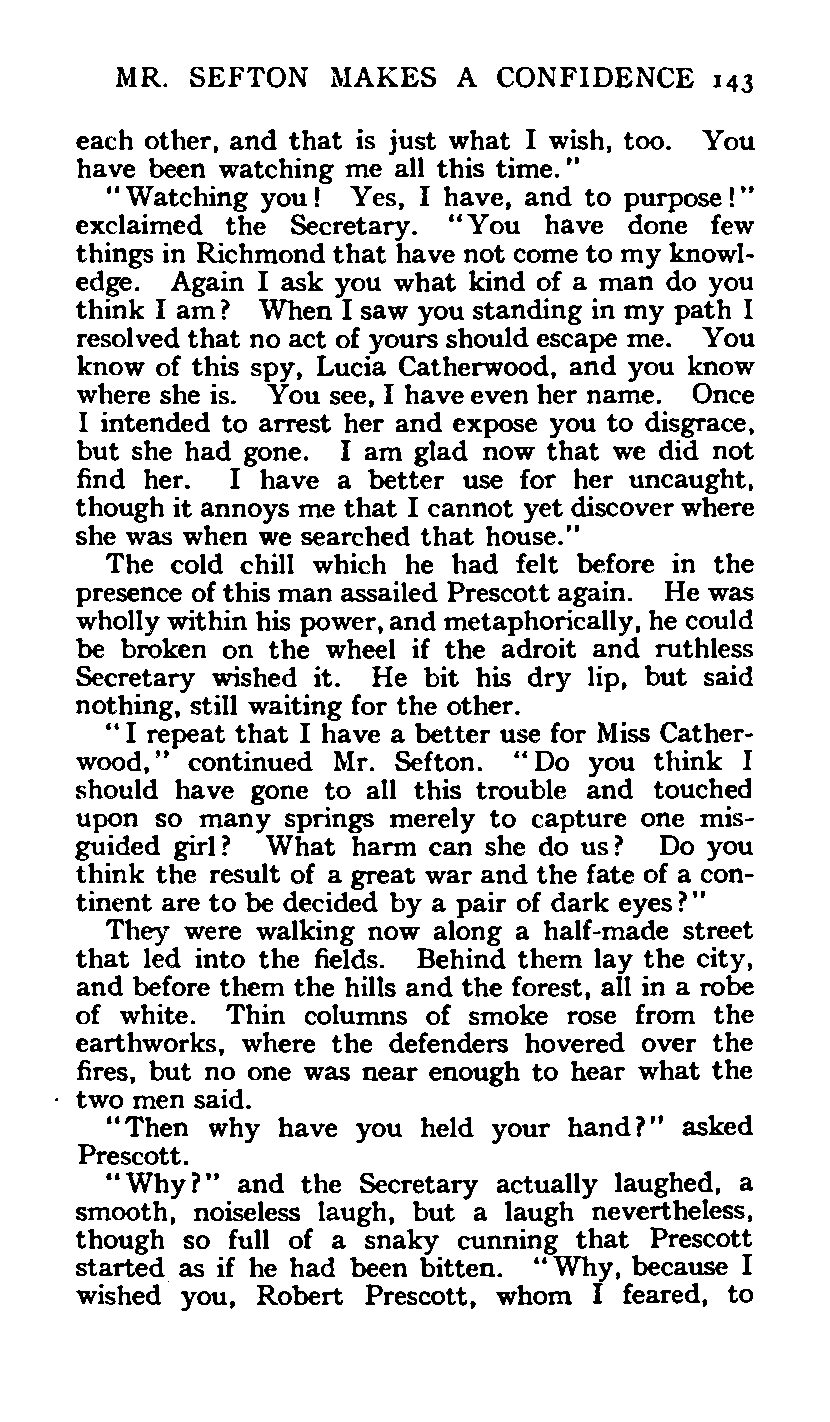 MR. SEFTON MAKES A CONFIDENCE 143
each other, and that is just what I wish, too. You
have been watching me all this time."
"Watching you! Yes, I have, and to purpose!"
exclaimed the Secretary. "You have done few
things in Richmond that have not come to my knowl-
edge. Again I ask you what kind of a man do you
think I am? When I saw you standing in my path I
resolved that no act of yours should escape me. You
know of this spy, Lucia Catherwood, and you know
where she is. You see, I have even her name. Once
I intended to arrest her and expose you to disgrace,
but she had gone. I am glad now that we did not
find her. I have a better use for her uncaught,
though it annoys me that I cannot yet discover where
she was when we searched that house."
The cold chill which he had felt before in the
presence of this man assailed Prescott again. He was
wholly within his power, and metaphorically, he could
be broken on the wheel if the adroit and ruthless
Secretary wished it. He bit his dry lip, but said
nothing, still waiting for the other.
"I repeat that I have a better use for Miss Cather-
wood," continued Mr. Sefton. "Do you think I
should have gone to all this trouble and touched
upon so many springs merely to capture one mis-
guided girl? What harm can she do us? Do you
think the result of a great war and the fate of a con-
tinent are to be decided by a pair of dark eyes?"
They were walking now along a half-made street
that led into the fields. Behind them lay the city,
and before them the hills and the forest, all in a robe
of white. Thin columns of smoke rose from the
earthworks, where the defenders hovered over the
fires, but no one was near enough to hear what the
two men said.
"Then why have you held your hand?" asked
Prescott.
"Why?" and the Secretary actually laughed, a
smooth, noiseless laugh, but a laugh nevertheless,
though so full of a snaky cunning that Prescott
started as if he had been bitten. "Why, because I
wished you, Robert Prescott, whom I feared, to